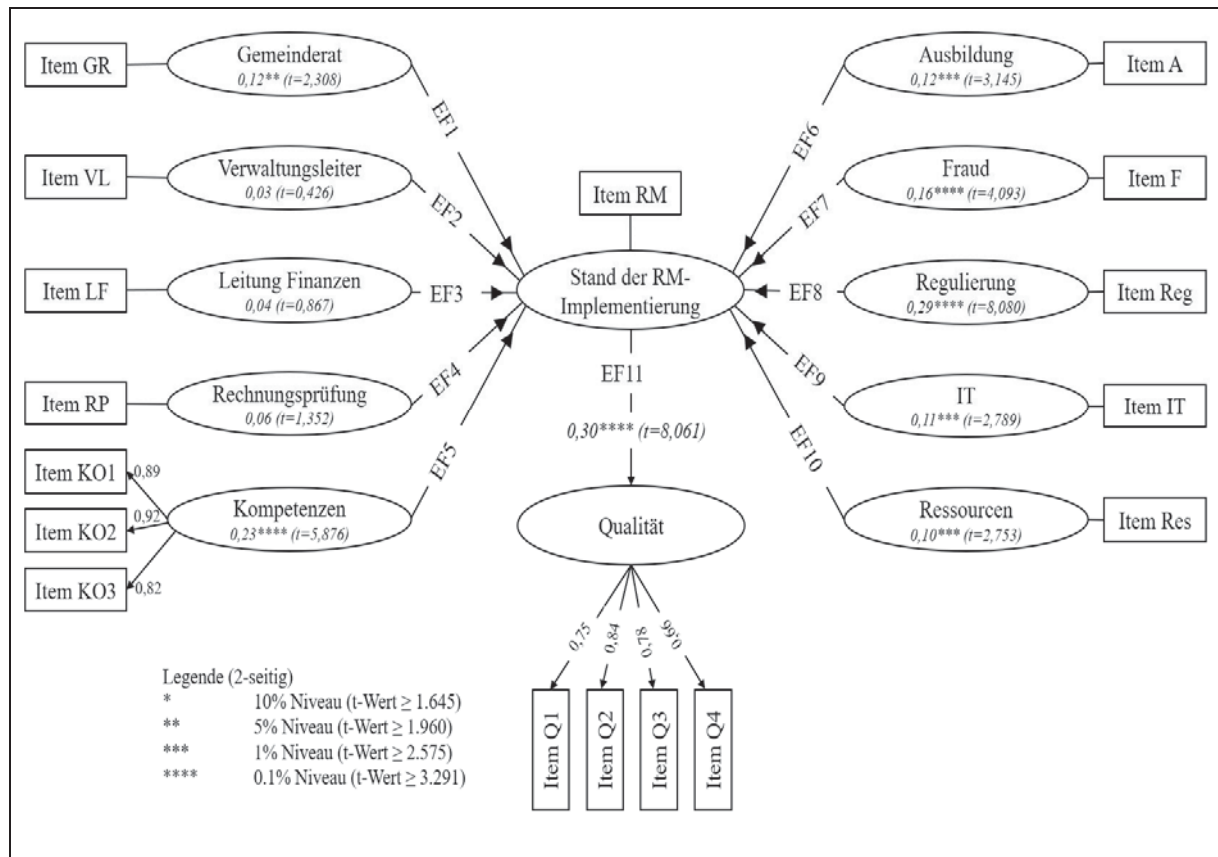 Item GR
Gemeinderat
0,12** (t=2,308)
EF1
Item VL
Verwaltungsleiter
0,03 (t=0,426)
EF2
Item LF
Leitung Finanzen
0,04 (t=0,867)
EF3
Item RP
Rechnungsprüfung
0,06 (t=1,352)
EF4
Item KO1
0,89
Item KO2
0,92
Item KO3
0,82
Kompetenzen
0,23**** (t=5,876)
EF5
Item RM
Stand der RM-
Implementierung
EF11
0,30**** (t=8,061)
Qualität
0,75
0,84
0,78
0,66
Item Q1
Item Q2
Item Q3
Item Q4
Ausbildung
0,12*** (t=3,145)
Item A
EF6
Fraud
0,16**** (t=4,093)
Item F
EF7
Regulierung
0,29**** (t=8,080)
Item Reg
EF8
IT
0,11*** (t=2,789)
Item IT
EF9
Ressourcen
0,10*** (t=2,753)
Item Res
EF10
Legende (2-seitig)
* 10% Niveau (t-Wert ≥ 1.645)
** 5% Niveau (t-Wert ≥ 1.960)
*** 1% Niveau (t-Wert ≥ 2.575)
**** 0.1% Niveau (t-Wert ≥ 3.291)